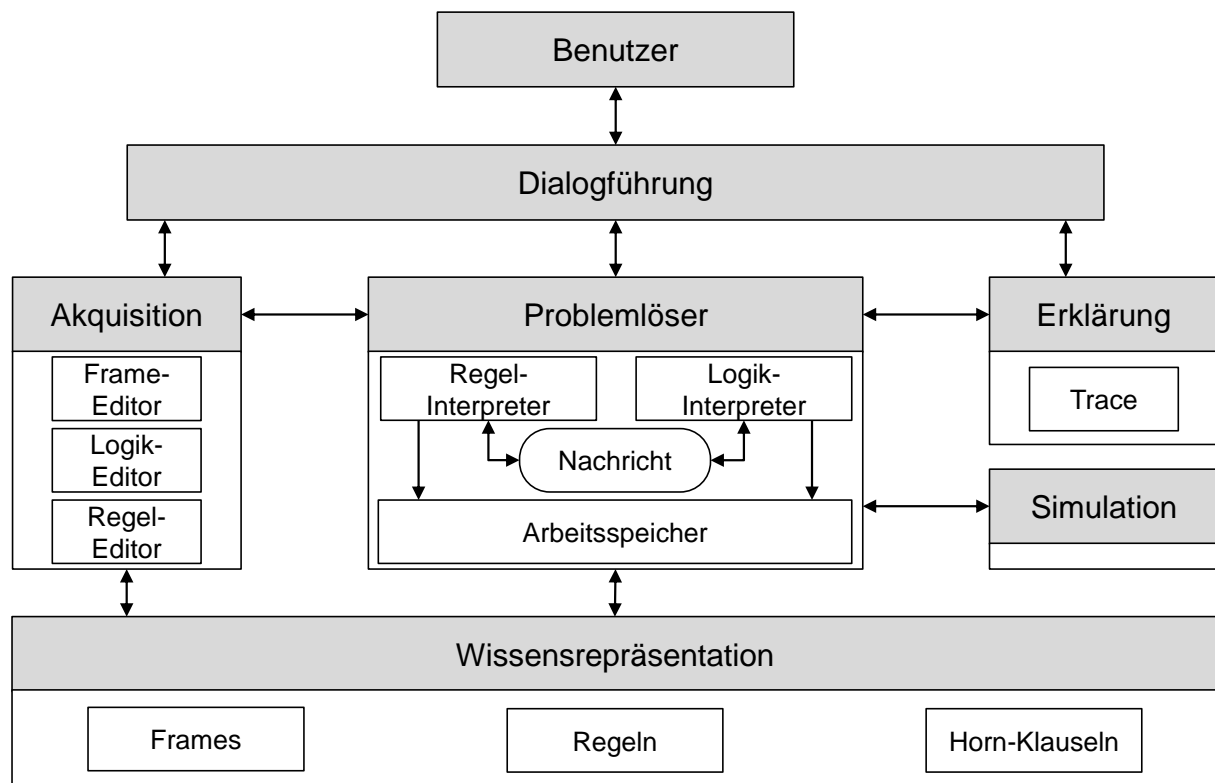 Benutzer
Dialogführung
Akquisition
Frame-
Editor
Logik-
Editor
Regel-
Editor
Problemlöser
Regel-
Interpreter
Logik-
Interpreter
Nachricht
Arbeitsspeicher
Erklärung
Trace
Simulation
Wissensrepräsentation
Frames
Regeln
Horn-Klauseln